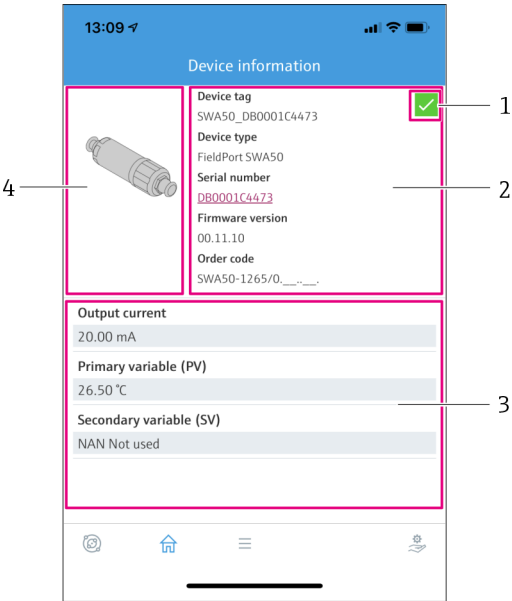 13:09
Device information
Device tag
SWA50_DB0001C4473
Device type
FieldPort SWA50
Serial number
DB0001C4473
Firmware version
00.11.10
Order code
SWA50-1265/0.__..__.
1
2
4
Output current
20.00 mA
Primary variable (PV)
26.50 °C
Secondary variable (SV)
NAN Not used
3